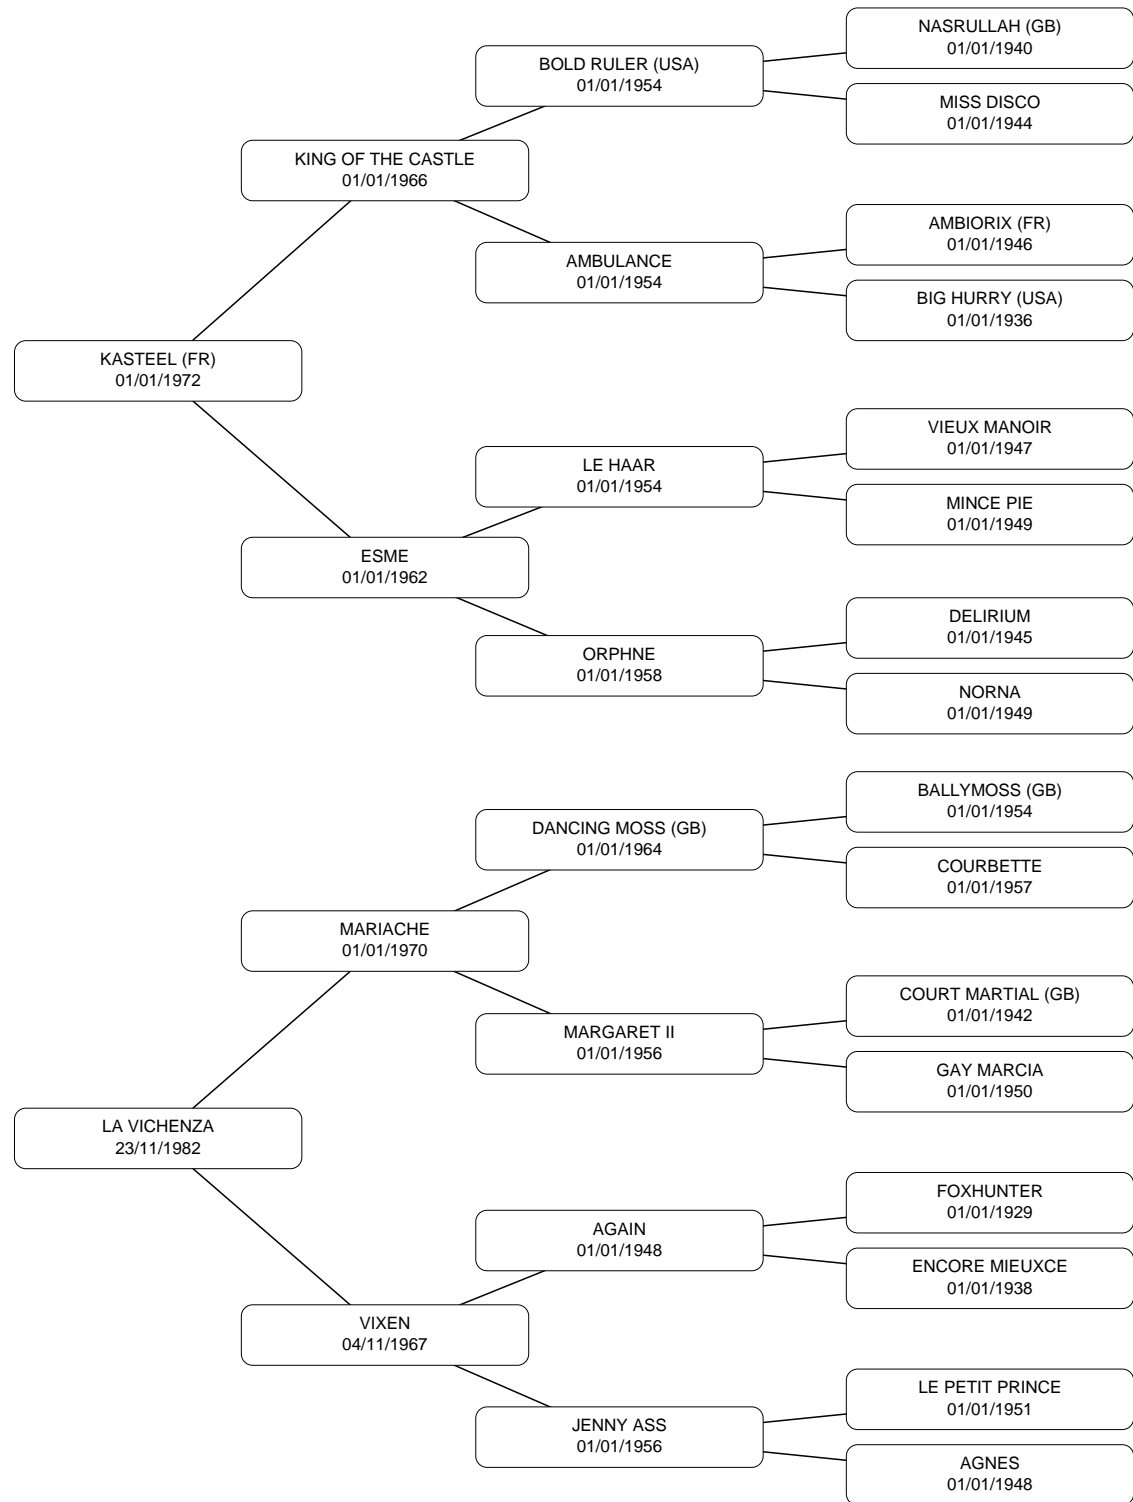 NASRULLAH (GB)
01/01/1940
BOLD RULER (USA)
01/01/1954
MISS DISCO
01/01/1944
KING OF THE CASTLE
01/01/1966
AMBIORIX (FR)
01/01/1946
AMBULANCE
01/01/1954
BIG HURRY (USA)
01/01/1936
KASTEEL (FR)
01/01/1972
VIEUX MANOIR
01/01/1947
LE HAAR
01/01/1954
MINCE PIE
01/01/1949
ESME
01/01/1962
DELIRIUM
01/01/1945
ORPHNE
01/01/1958
NORNA
01/01/1949
BALLYMOSS (GB)
01/01/1954
DANCING MOSS (GB)
01/01/1964
COURBETTE
01/01/1957
MARIACHE
01/01/1970
COURT MARTIAL (GB)
01/01/1942
MARGARET II
01/01/1956
GAY MARCIA
01/01/1950
LA VICHENZA
23/11/1982
FOXHUNTER
01/01/1929
AGAIN
01/01/1948
ENCORE MIEUXCE
01/01/1938
VIXEN
04/11/1967
LE PETIT PRINCE
01/01/1951
JENNY ASS
01/01/1956
AGNES
01/01/1948